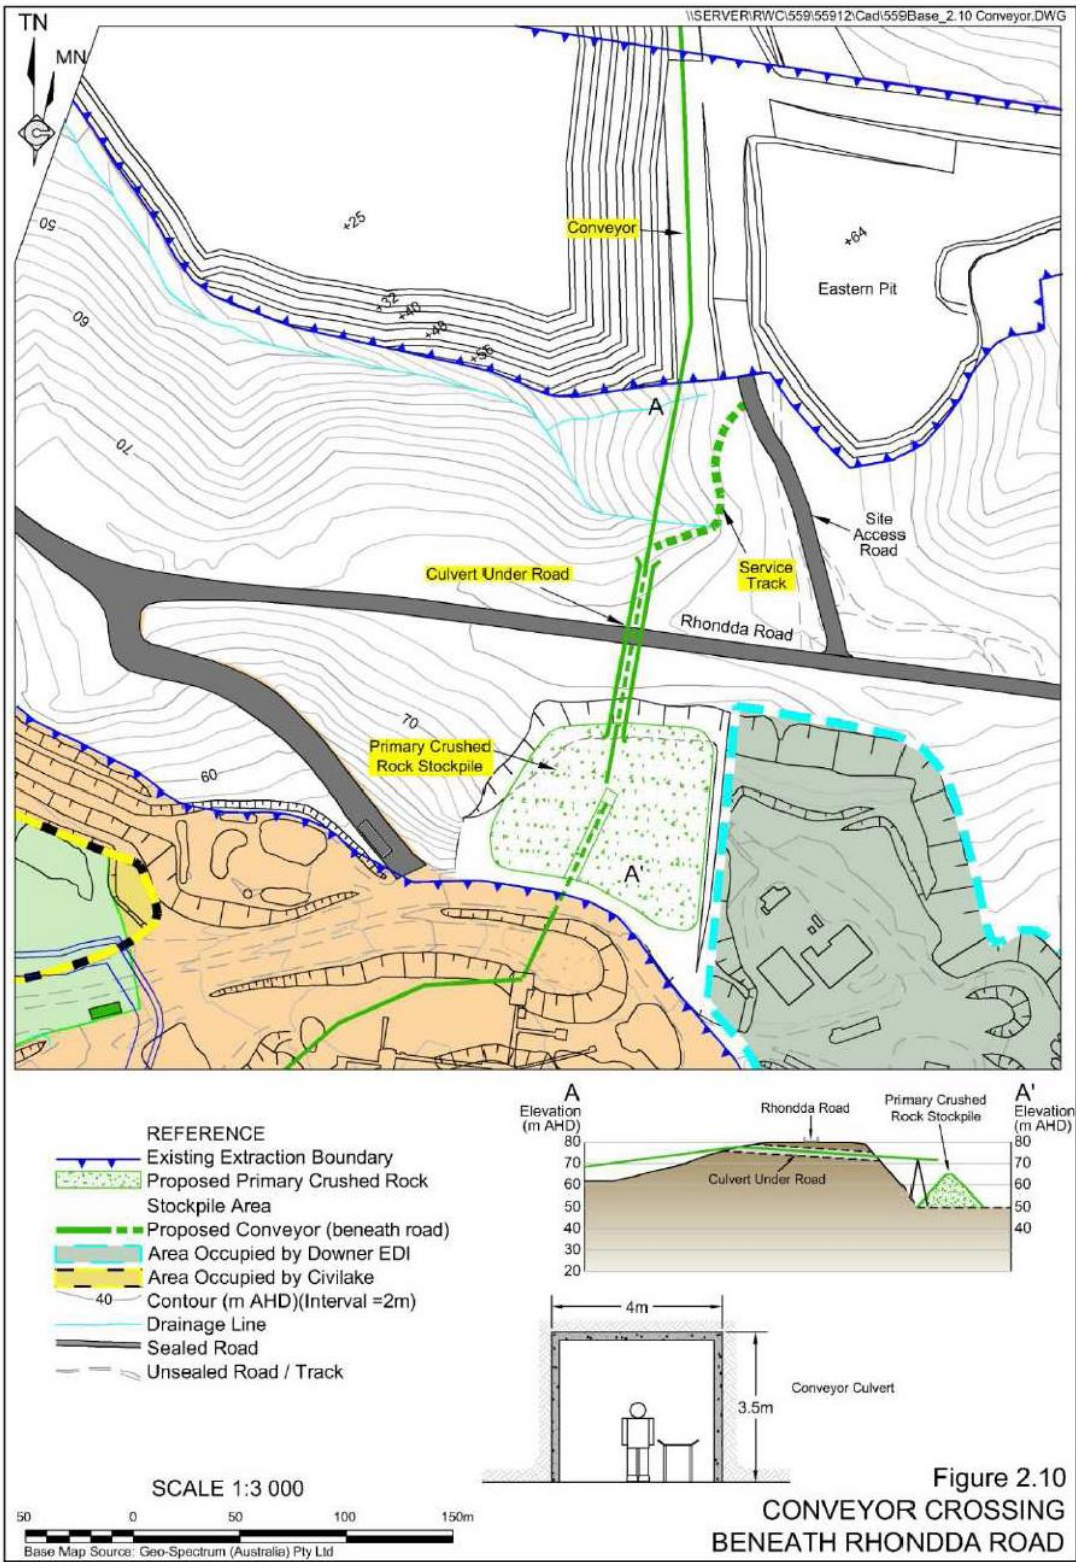 \\SERVER\RWC\559\55912\Cad\559Base_2.10 Conveyor.DWG
TN
MN
50
+25
Conveyor
+64
Eastern Pit
+32
+40
+48
+56
60
70
A
Site
Access
Road
Culvert Under Road
Service
Track
Rhondda Road
70
Primary Crushed
Rock Stockpile
60
A'
REFERENCE
Existing Extraction Boundary
Proposed Primary Crushed Rock
Stockpile Area
Proposed Conveyor (beneath road)
Area Occupied by Downer EDI
Area Occupied by Civilake
40
Contour (m AHD)(Interval =2m)
Drainage Line
Sealed Road
Unsealed Road / Track
A
Elevation
(m AHD)
80
70
60
50
40
30
20
Rhondda Road
Culvert Under Road
Primary Crushed
Rock Stockpile
A'
Elevation
(m AHD)
80
70
60
50
40
4m
3.5m
Conveyor Culvert
SCALE 1:3 000
50 0 50 100 150m
Base Map Source: Geo-Spectrum (Australia) Pty Ltd
Figure 2.10
CONVEYOR CROSSING
BENEATH RHONDDA ROAD